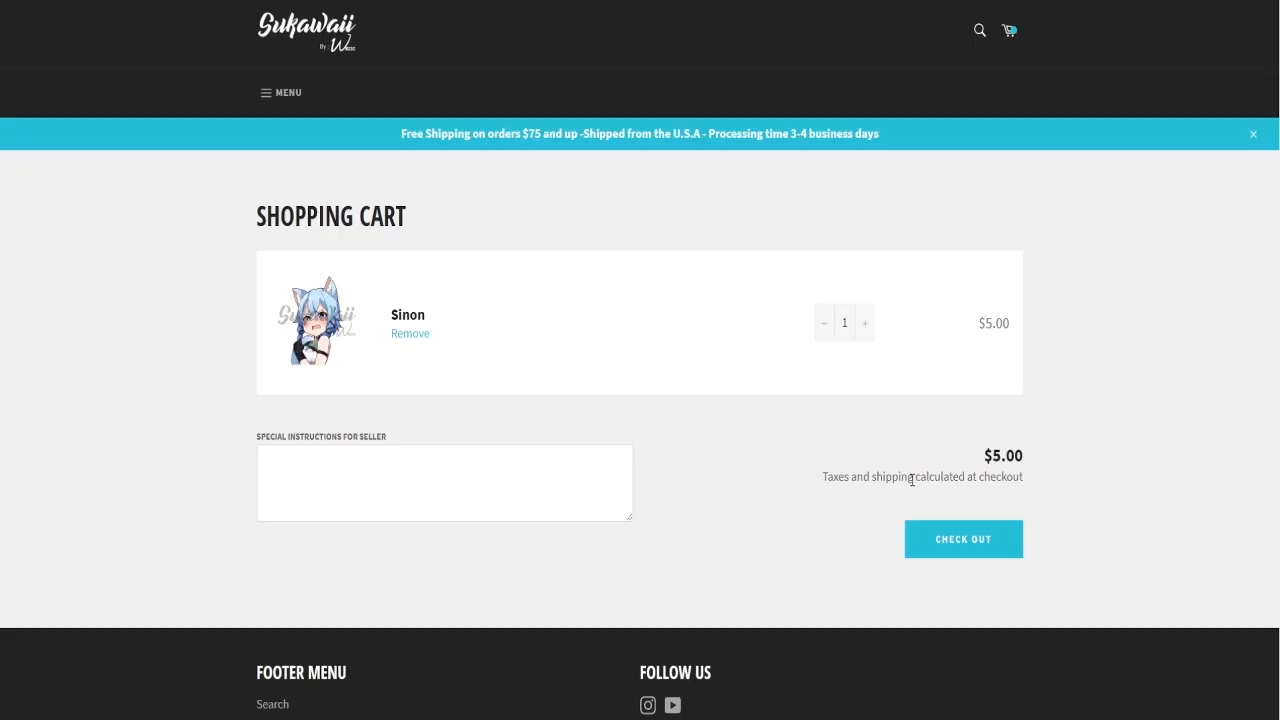 Sukawaii
By Weeac
MENU
Free Shipping on orders $75 and up -Shipped from the U.S.A - Processing time 3-4 business days
SHOPPING CART
Sinon
Remove
− 1 +
$5.00
SPECIAL INSTRUCTIONS FOR SELLER
$5.00
Taxes and shipping calculated at checkout
CHECK OUT
FOOTER MENU
FOLLOW US
Search